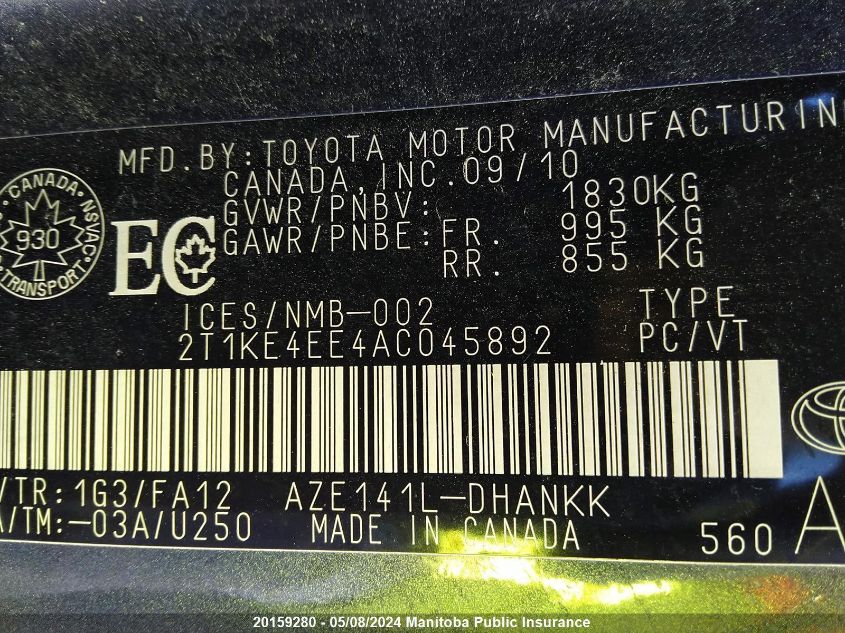 MFD.BY:TOYOTA MOTOR MANUFACTURING
CANADA,INC.09/10
GVWR/PNBV: 1830KG
GAWR/PNBE:FR. 995 KG
RR. 855 KG
CANADA
NSVAC
930
TRANSPORT
EC
ICES/NMB-002 TYPE
2T1KE4EE4AC045892 PC/VT
/TR:1G3/FA12 AZE141L-DHANKK
A/TM:-03A/U250 MADE IN CANADA 560 A
20159280 - 05/08/2024 Manitoba Public Insurance